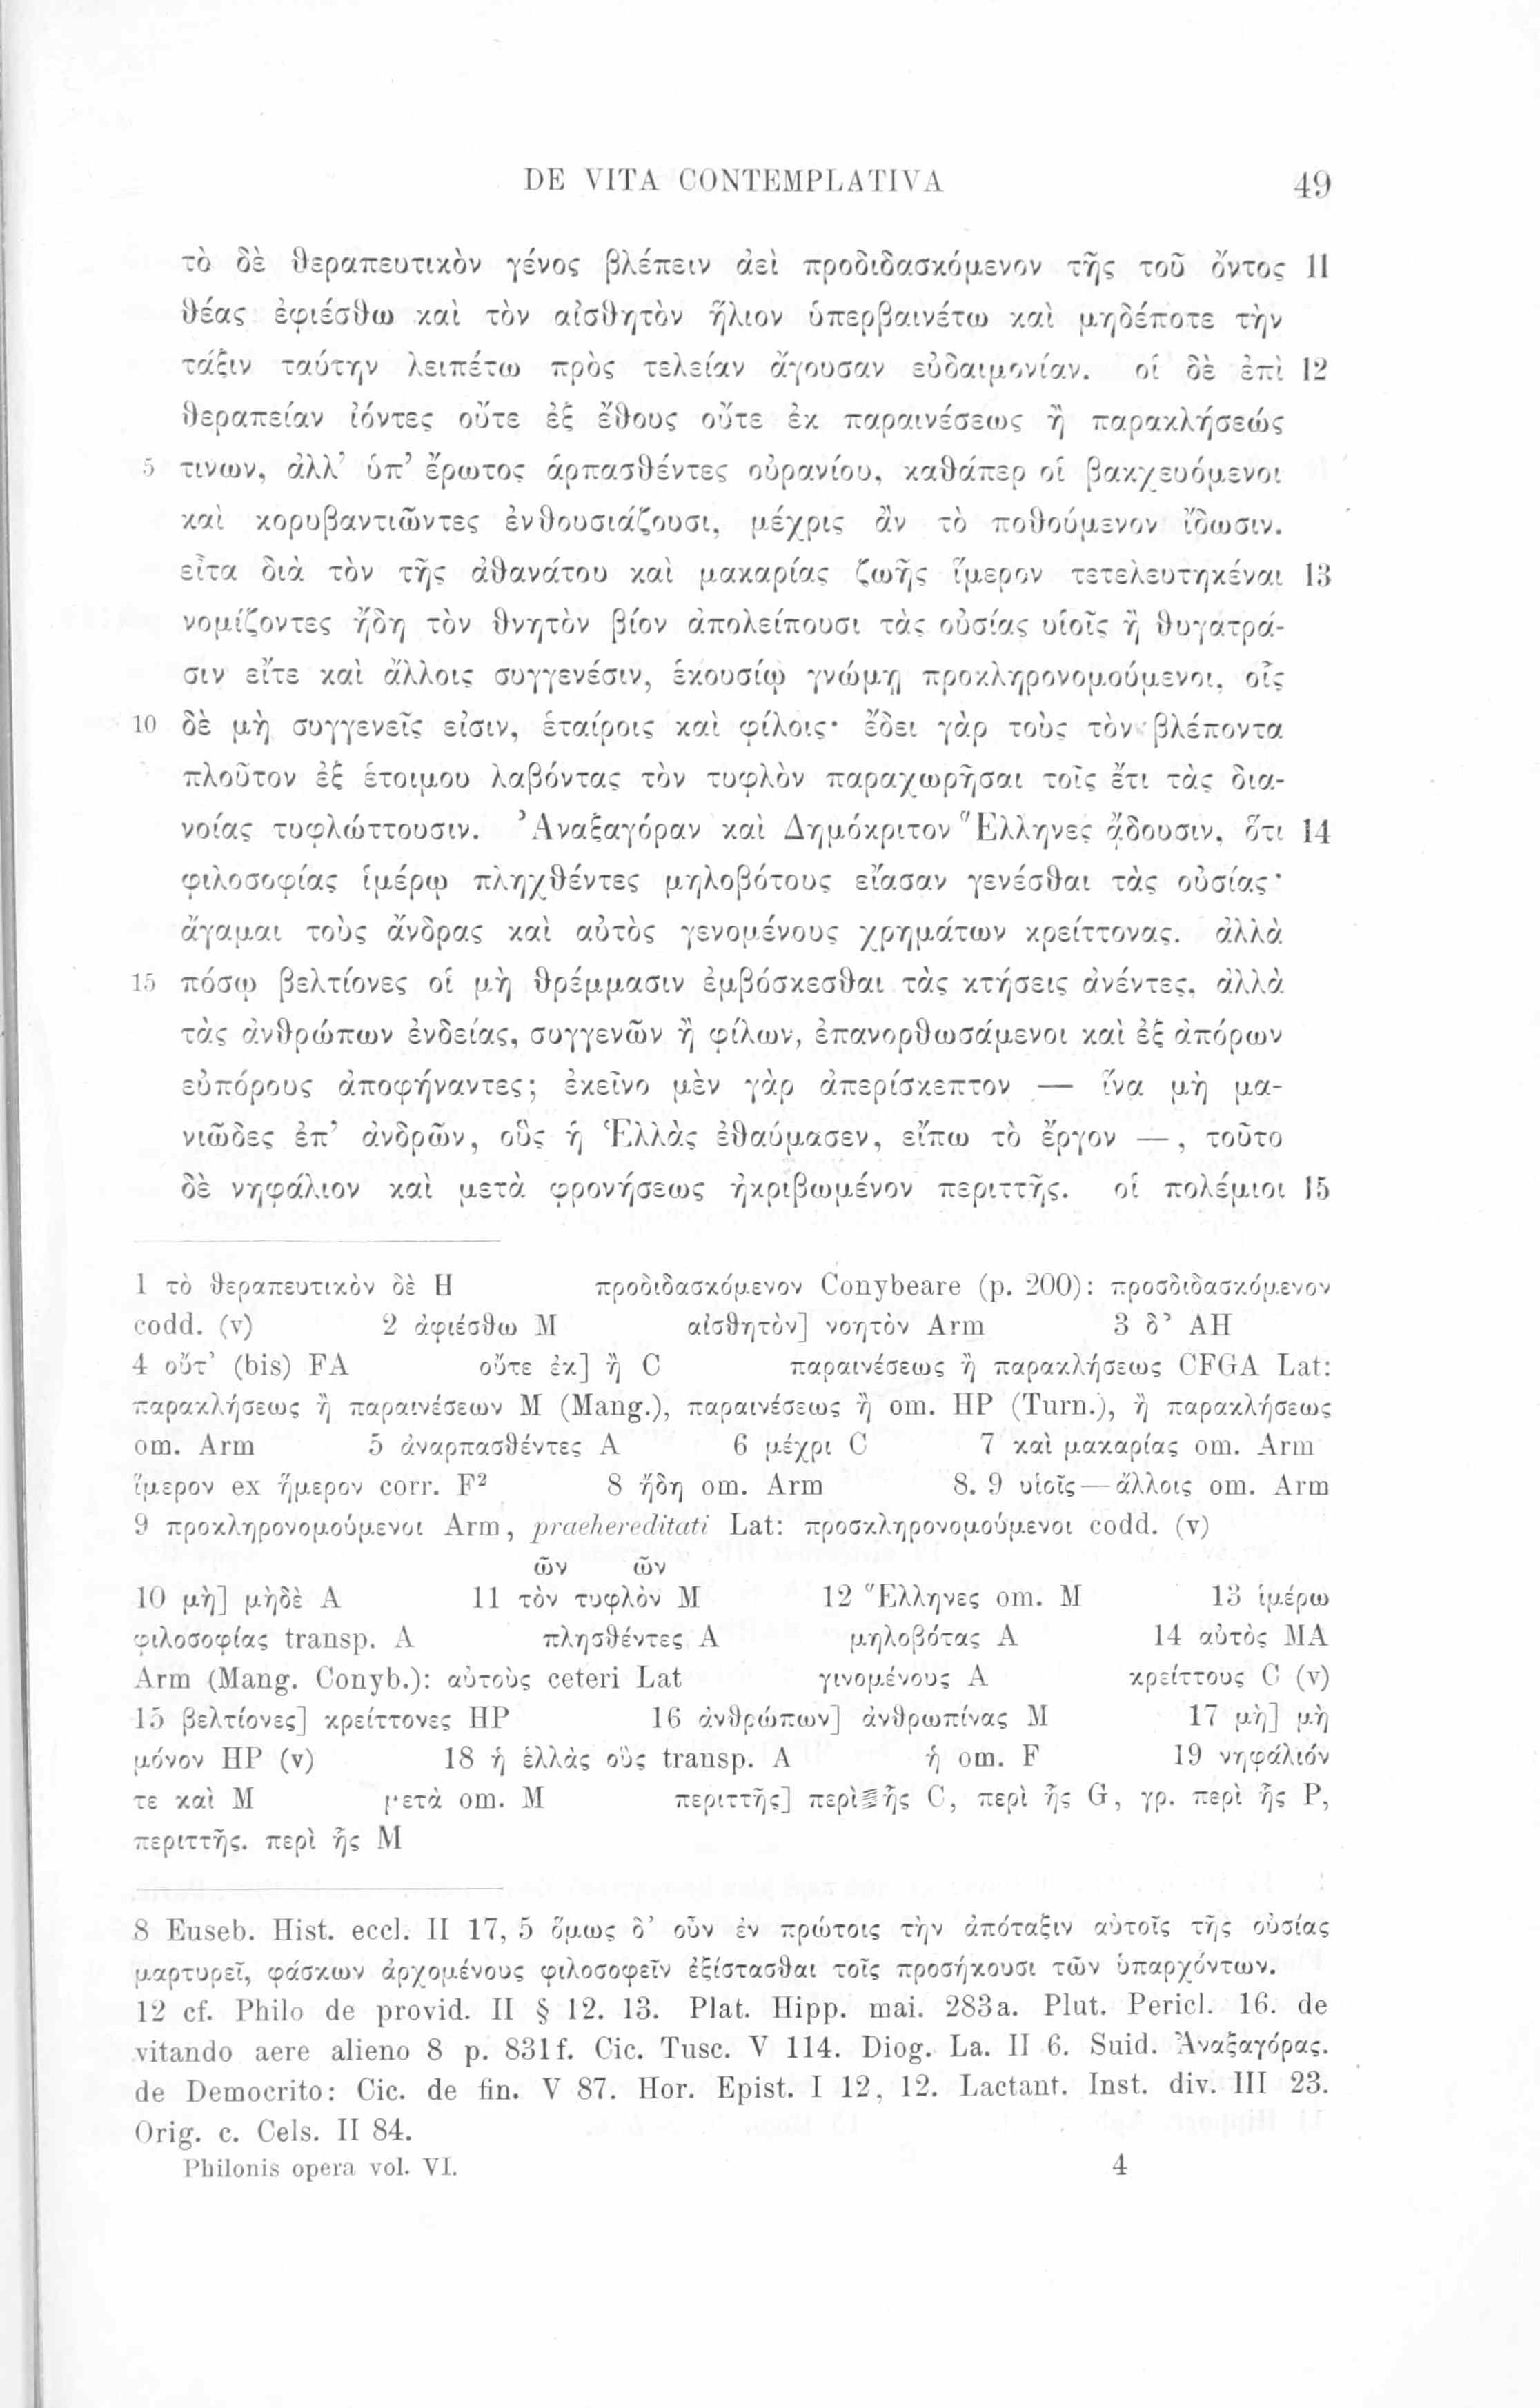 DE VITA CONTEMPLATIVA 49
τὸ δὲ θεραπευτικὸν γένος βλέπειν ἀεὶ προδιδασκόμενον τῆς τοῦ ὄντος 11
θέας ἐφιέσθω καὶ τὸν αἰσθητὸν ἥλιον ὑπερβαινέτω καὶ μηδέποτε τὴν
τάξιν ταύτην λειπέτω πρὸς τελείαν ἄγουσαν εὐδαιμονίαν. οἱ δὲ ἐπὶ 12
θεραπείαν ἰόντες οὔτε ἐξ ἔθους οὔτε ἐκ παραινέσεως ἢ παρακλήσεώς
5 τινων, ἀλλ’ ὑπ’ ἔρωτος ἁρπασθέντες οὐρανίου, καθάπερ οἱ βακχευόμενοι
καὶ κορυβαντιῶντες ἐνθουσιάζουσι, μέχρις ἂν τὸ ποθούμενον ἴδωσιν.
εἶτα διὰ τὸν τῆς ἀθανάτου καὶ μακαρίας ζωῆς ἵμερον τετελευτηκέναι 13
νομίζοντες ἤδη τὸν θνητὸν βίον ἀπολείπουσι τὰς οὐσίας υἱοῖς ἢ θυγατρά-
σιν εἴτε καὶ ἄλλοις συγγενέσιν, ἑκουσίῳ γνώμῃ προκληρονομούμενοι, οἷς
10 δὲ μὴ συγγενεῖς εἰσιν, ἑταίροις καὶ φίλοις· ἔδει γὰρ τοὺς τὸν βλέποντα
πλοῦτον ἐξ ἑτοιμου λαβόντας τὸν τυφλὸν παραχωρῆσαι τοῖς ἔτι τὰς δια-
νοίας τυφλώττουσιν. Ἀναξαγόραν καὶ Δημόκριτον Ἕλληνες ᾄδουσιν, ὅτι 14
φιλοσοφίας ἱμέρῳ πληχθέντες μηλοβότους εἴασαν γενέσθαι τὰς οὐσίας·
ἄγαμαι τοὺς ἄνδρας καὶ αὐτὸς γενομένους χρημάτων κρείττονας. ἀλλὰ
15 πόσῳ βελτίονες οἱ μὴ θρέμμασιν ἐμβόσκεσθαι τὰς κτήσεις ἀνέντες, ἀλλὰ
τὰς ἀνθρώπων ἐνδείας, συγγενῶν ἢ φίλων, ἐπανορθωσάμενοι καὶ ἐξ ἀπόρων
εὐπόρους ἀποφήναντες; ἐκεῖνο μὲν γὰρ ἀπερίσκεπτον — ἵνα μὴ μα-
νιῶδες ἐπ’ ἀνδρῶν, οὓς ἡ Ἑλλὰς ἐθαύμασεν, εἴπω τὸ ἔργον —, τοῦτο
δὲ νηφάλιον καὶ μετὰ φρονήσεως ἠκριβωμένον περιττῆς. οἱ πολέμιοι 15
1 τὸ θεραπευτικὸν δὲ H προδιδασκόμενον Conybeare (p. 200): προσδιδασκόμενον
codd. (v) 2 ἀφιέσθω M αἰσθητὸν] νοητὸν Arm 3 δ’ AH
4 οὔτ’ (bis) FA οὔτε ἐκ] ἢ C παραινέσεως ἢ παρακλήσεως CFGA Lat:
παρακλήσεως ἢ παραινέσεων M (Mang.), παραινέσεως ἢ om. HP (Turn.), ἢ παρακλήσεως
om. Arm 5 ἀναρπασθέντες A 6 μέχρι C 7 καὶ μακαρίας om. Arm
ἵμερον ex ἥμερον corr. F² 8 ἤδη om. Arm 8. 9 υἱοῖς — ἄλλοις om. Arm
9 προκληρονομούμενοι Arm, praehereditati Lat: προσκληρονομούμενοι codd. (v)
ῶν ῶν
10 μὴ] μηδὲ A 11 τὸν τυφλὸν M 12 Ἕλληνες om. M 13 ἱμέρω
φιλοσοφίας transp. A πλησθέντες A μηλοβότας A 14 αὐτὸς MA
Arm (Mang. Conyb.): αὐτοὺς ceteri Lat γινομένους A κρείττους C (v)
15 βελτίονες] κρείττονες HP 16 ἀνθρώπων] ἀνθρωπίνας M 17 μὴ] μὴ
μόνον HP (v) 18 ἡ ἑλλὰς οὓς transp. A ἡ om. F 19 νηφάλιόν
τε καὶ M μετὰ om. M περιττῆς] περὶ ῆς C, περὶ ἧς G, γρ. περὶ ἧς P,
περιττῆς. περὶ ἧς M
8 Euseb. Hist. eccl. II 17, 5 ὅμως δ’ οὖν ἐν πρώτοις τὴν ἀπόταξιν αὐτοῖς τῆς οὐσίας
μαρτυρεῖ, φάσκων ἀρχομένους φιλοσοφεῖν ἐξίστασθαι τοῖς προσήκουσι τῶν ὑπαρχόντων.
12 cf. Philo de provid. II § 12. 13. Plat. Hipp. mai. 283a. Plut. Pericl. 16. de
vitando aere alieno 8 p. 831f. Cic. Tusc. V 114. Diog. La. II 6. Suid. Ἀναξαγόρας.
de Democrito: Cic. de fin. V 87. Hor. Epist. I 12, 12. Lactant. Inst. div. III 23.
Orig. c. Cels. II 84.
Philonis opera vol. VI. 4